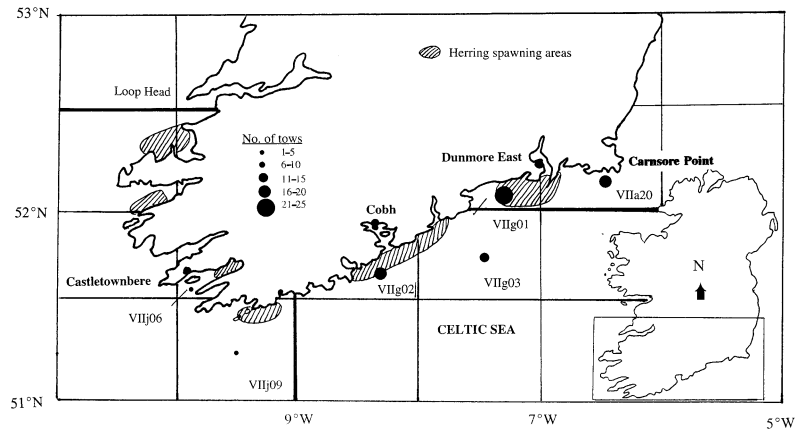 53°N
Herring spawning areas
Loop Head
No. of tows
1–5
6–10
11–15
16–20
21–25
Dunmore East
Carnsore Point
VIIa20
52°N
Cobh
VIIg01
N
Castletownbere
VIIg02
VIIg03
VIIj06
CELTIC SEA
VIIj09
51°N
9°W
7°W
5°W